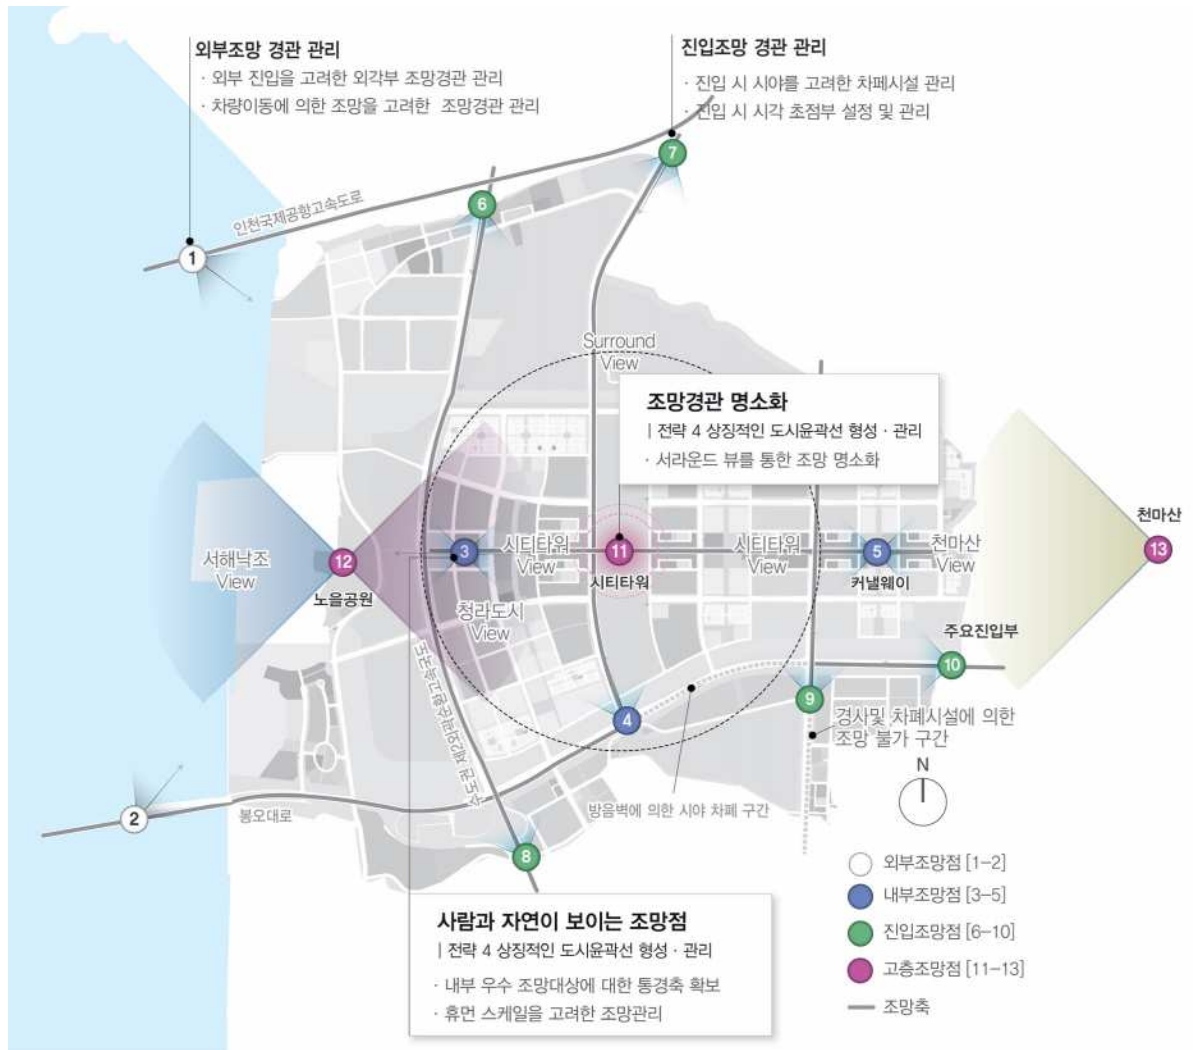 외부조망 경관 관리
· 외부 진입을 고려한 외각부 조망경관 관리
· 차량이동에 의한 조망을 고려한 조망경관 관리
진입조망 경관 관리
· 진입 시 시야를 고려한 차폐시설 관리
· 진입 시 시각 초점부 설정 및 관리
7
6
인천국제공항고속도로
1
Surround
View
조망경관 명소화
| 전략 4 상징적인 도시윤곽선 형성 · 관리
· 서라운드 뷰를 통한 조망 명소화
천마산
13
서해낙조
View
12
노을공원
3
시티타워
View
11
시티타워
시티타워
View
5
커낼웨이
천마산
View
청라도시
View
주요진입부
10
수도권 제2외곽순환고속국도
4
9
경사및 차폐시설에 의한
조망 불가 구간
N
2
봉오대로
방음벽에 의한 시야 차폐 구간
8
외부조망점 [1-2]
내부조망점 [3-5]
진입조망점 [6-10]
고층조망점 [11-13]
조망축
사람과 자연이 보이는 조망점
| 전략 4 상징적인 도시윤곽선 형성 · 관리
· 내부 우수 조망대상에 대한 통경축 확보
· 휴먼 스케일을 고려한 조망관리